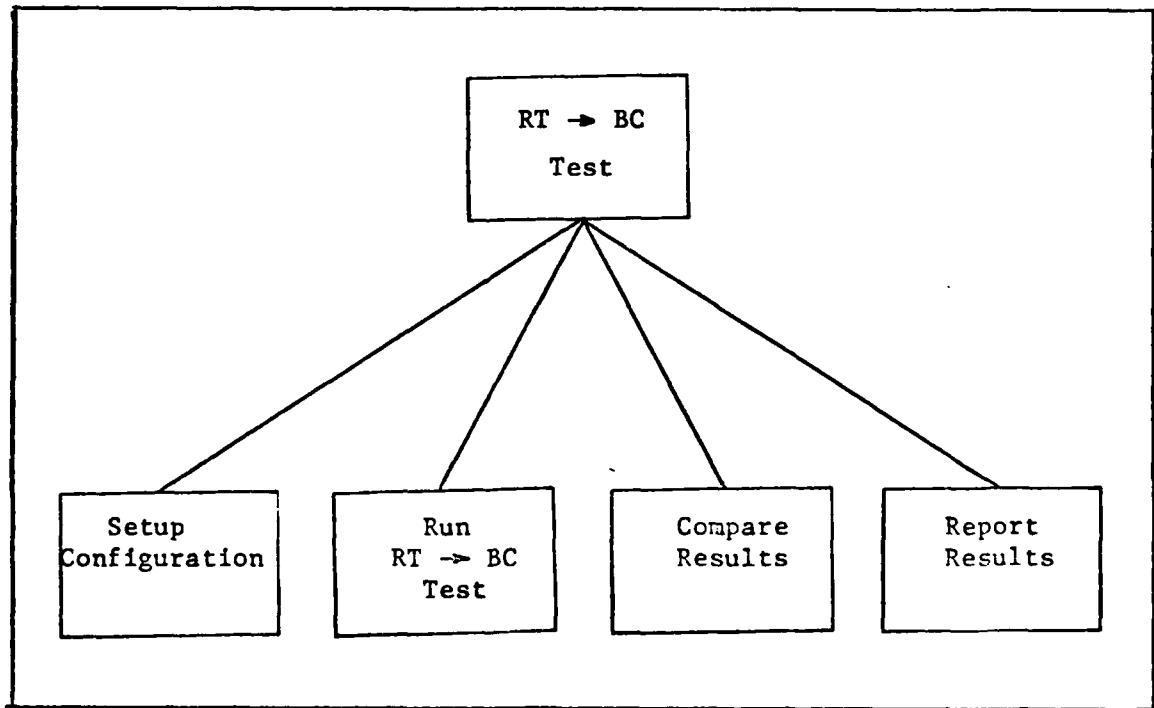 RT → BC
Test
Setup
Configuration
Run
RT → BC
Test
Compare
Results
Report
Results